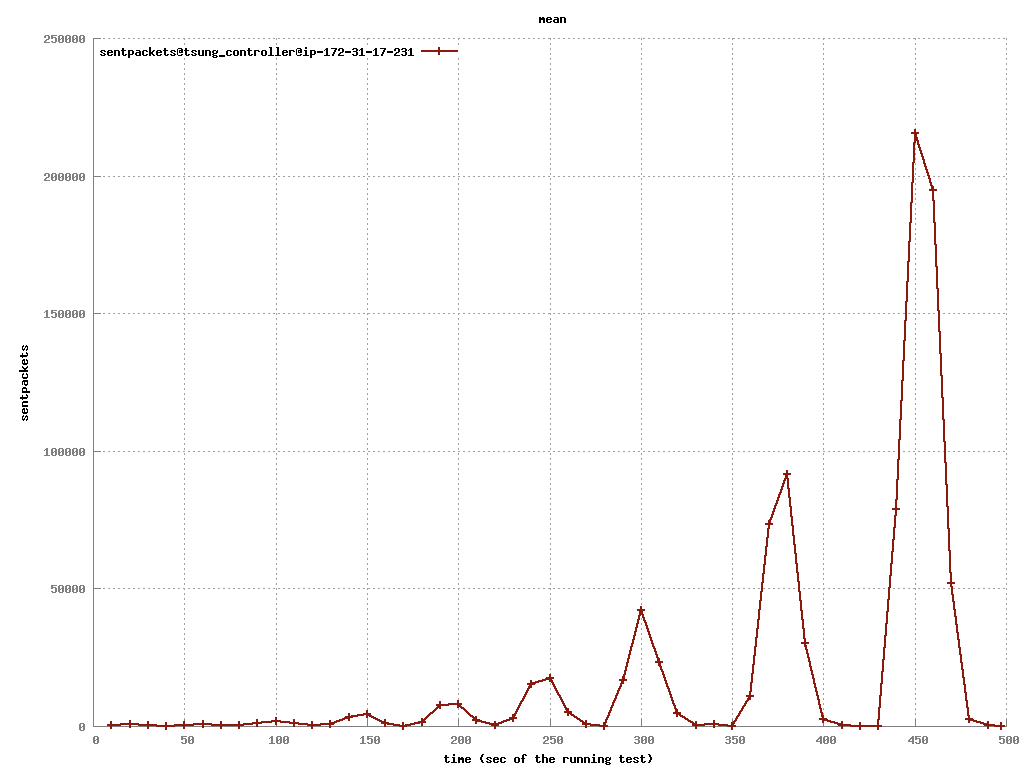 mean
250000
sentpackets@tsung_controller@ip-172-31-17-231
200000
150000
sentpackets
100000
50000
0
0 50 100 150 200 250 300 350 400 450 500
time (sec of the running test)